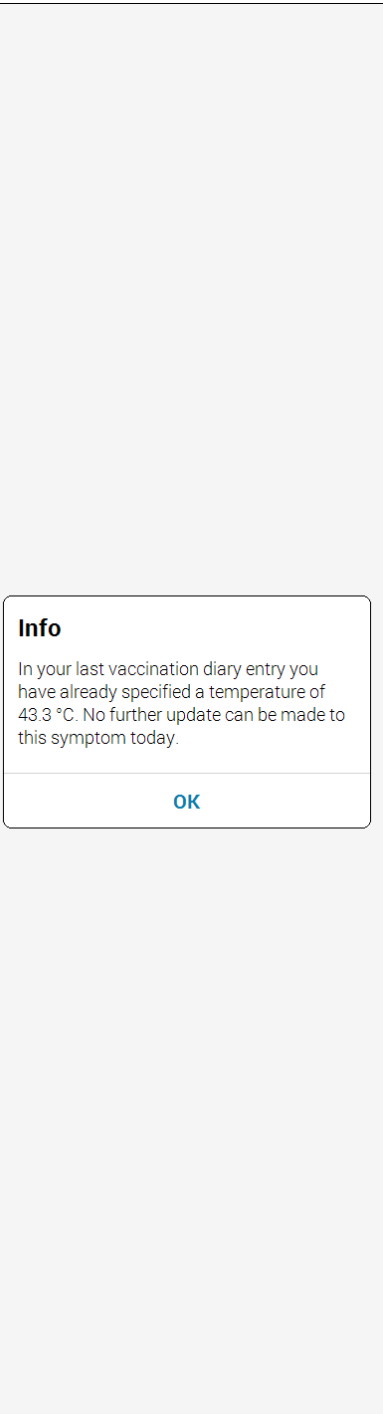 Info
In your last vaccination diary entry you
have already specified a temperature of
43.3 °C. No further update can be made to
this symptom today.
OK